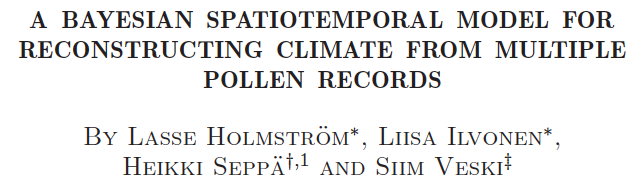 A BAYESIAN SPATIOTEMPORAL MODEL FOR
RECONSTRUCTING CLIMATE FROM MULTIPLE
POLLEN RECORDS
By Lasse Holmström*, Liisa Ilvonen*,
Heikki Seppä†,1 and Siim Veski‡